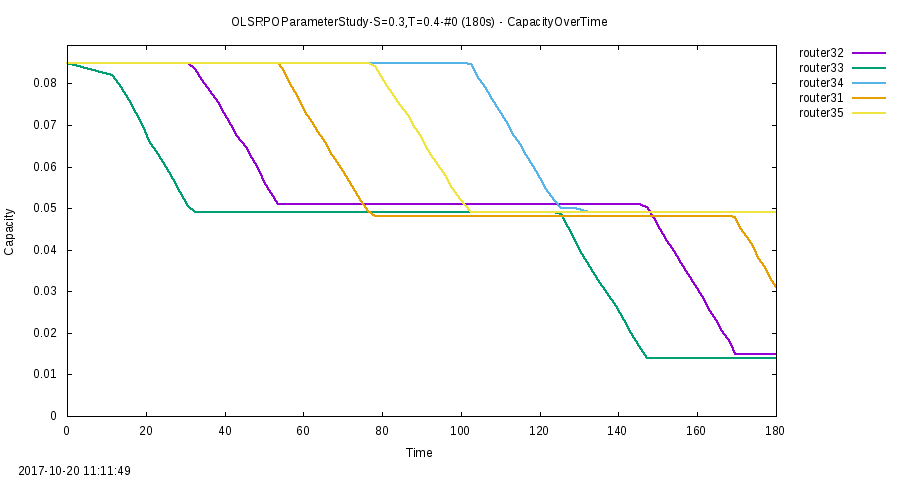 OLSRPOParameterStudy-S=0.3,T=0.4-#0 (180s) - CapacityOverTime
router32
router33
router34
router31
router35
0.08
0.07
0.06
0.05
0.04
0.03
0.02
0.01
0
Capacity
0 20 40 60 80 100 120 140 160 180
Time
2017-10-20 11:11:49